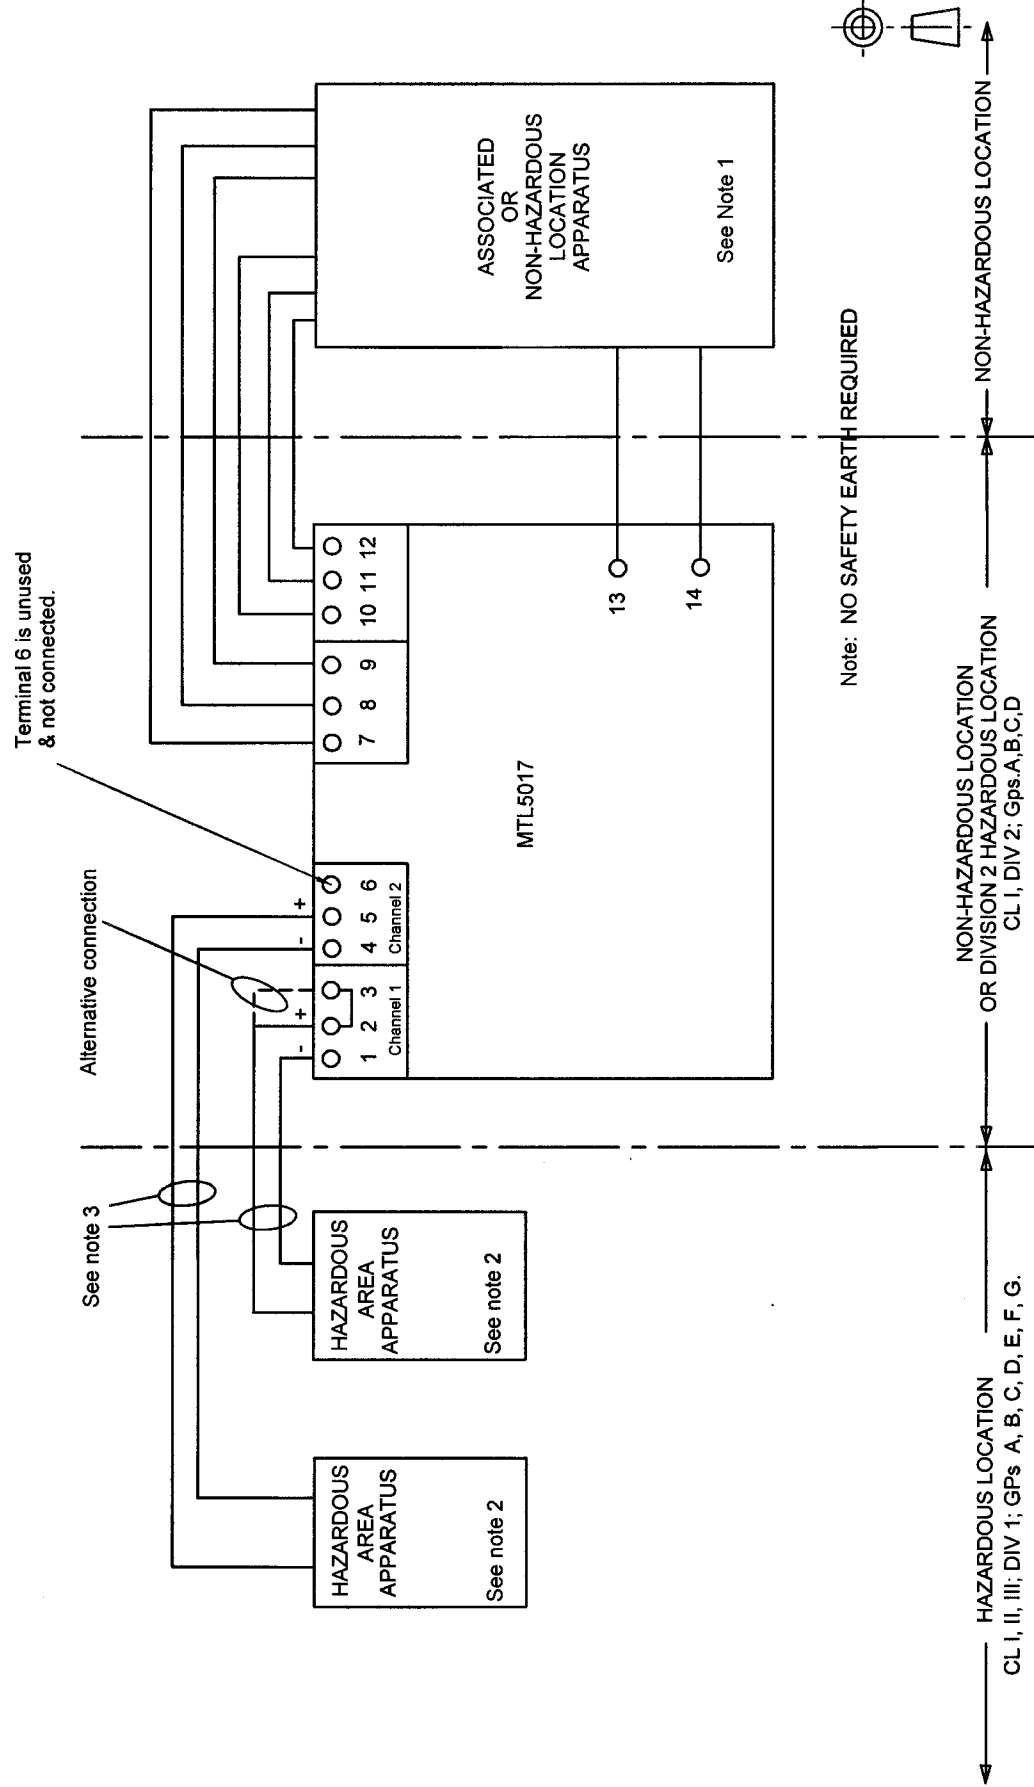 Terminal 6 is unused
& not connected.
Alternative connection
See note 3
HAZARDOUS
AREA
APPARATUS
See note 2
HAZARDOUS
AREA
APPARATUS
See note 2
- + - +
1 2 3 4 5 6
Channel 1 Channel 2
7 8 9 10 11 12
MTL5017
13
14
ASSOCIATED
OR
NON-HAZARDOUS
LOCATION
APPARATUS
See Note 1
Note: NO SAFETY EARTH REQUIRED
HAZARDOUS LOCATION
CL I, II, III; DIV 1; GPs A, B, C, D, E, F, G.
NON-HAZARDOUS LOCATION
OR DIVISION 2 HAZARDOUS LOCATION
CL I, DIV 2; Gps.A,B,C,D
NON-HAZARDOUS LOCATION